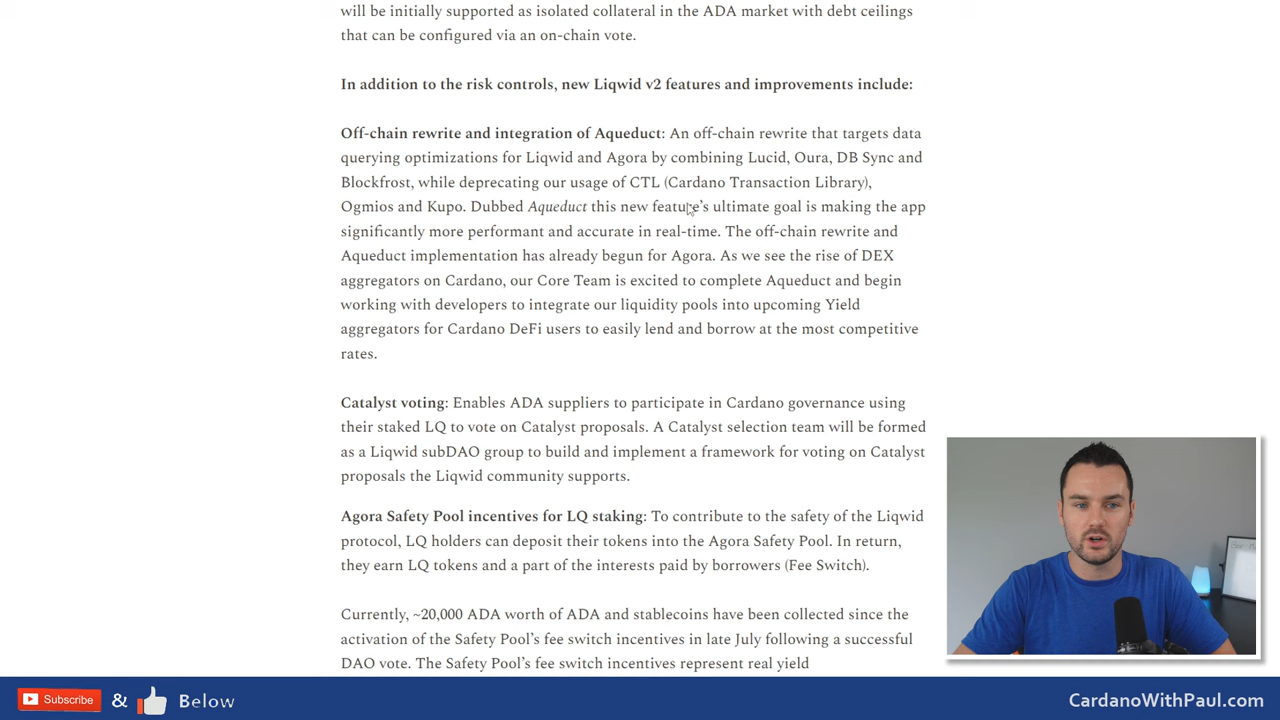 will be initially supported as isolated collateral in the ADA market with debt ceilings
that can be configured via an on-chain vote.
In addition to the risk controls, new Liqwid v2 features and improvements include:
Off-chain rewrite and integration of Aqueduct: An off-chain rewrite that targets data
querying optimizations for Liqwid and Agora by combining Lucid, Oura, DB Sync and
Blockfrost, while deprecating our usage of CTL (Cardano Transaction Library),
Ogmios and Kupo. Dubbed Aqueduct this new feature’s ultimate goal is making the app
significantly more performant and accurate in real-time. The off-chain rewrite and
Aqueduct implementation has already begun for Agora. As we see the rise of DEX
aggregators on Cardano, our Core Team is excited to complete Aqueduct and begin
working with developers to integrate our liquidity pools into upcoming Yield
aggregators for Cardano DeFi users to easily lend and borrow at the most competitive
rates.
Catalyst voting: Enables ADA suppliers to participate in Cardano governance using
their staked LQ to vote on Catalyst proposals. A Catalyst selection team will be formed
as a Liqwid subDAO group to build and implement a framework for voting on Catalyst
proposals the Liqwid community supports.
Agora Safety Pool incentives for LQ staking: To contribute to the safety of the Liqwid
protocol, LQ holders can deposit their tokens into the Agora Safety Pool. In return,
they earn LQ tokens and a part of the interests paid by borrowers (Fee Switch).
Currently, ~20,000 ADA worth of ADA and stablecoins have been collected since the
activation of the Safety Pool’s fee switch incentives in late July following a successful
DAO vote. The Safety Pool’s fee switch incentives represent real yield
Subscribe & Below
CardanoWithPaul.com